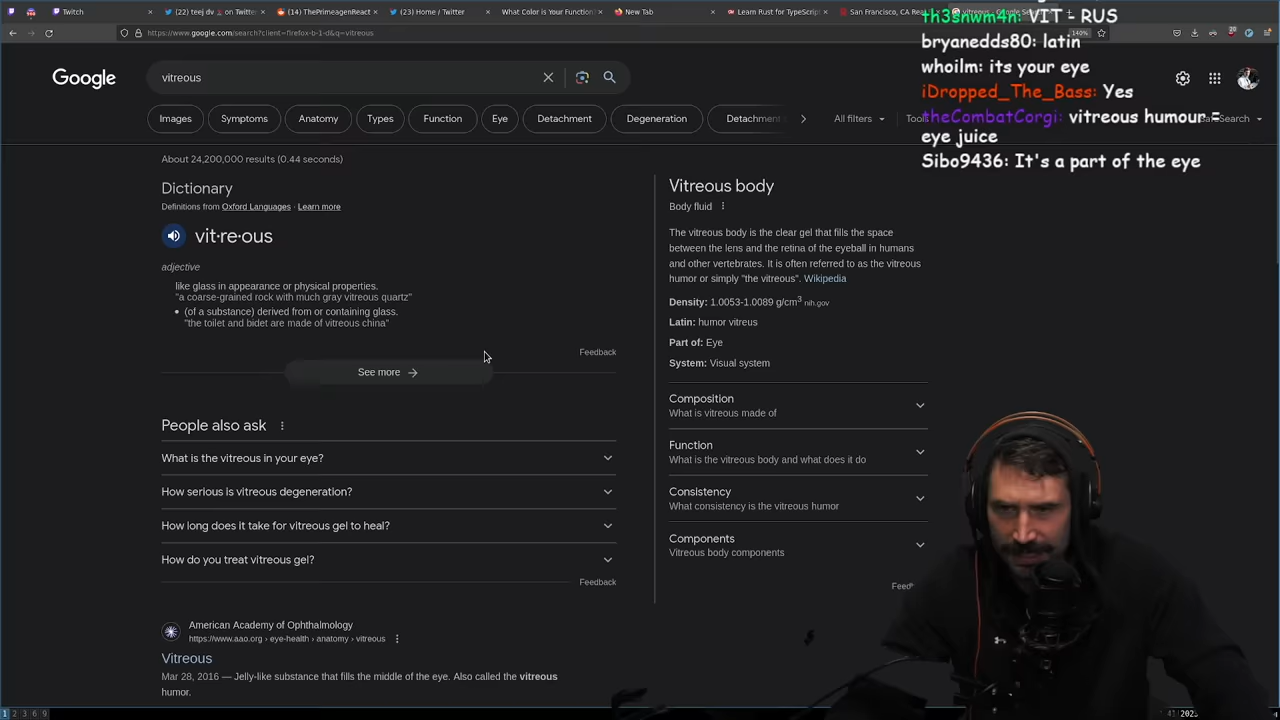 Twitch
(22) teej dv on Twitte
(14) ThePrimeagenReact
(23) Home / Twitter
What Color is Your Function
New Tab
Learn Rust for TypeScrip
San Francisco, CA Rea
https://www.google.com/search?client=firefox-b-1-d&q=vitreous
140%
th3snwm4n: VIT - RUS
bryanedds80: latin
whoilm: its your eye
iDropped_The_Bass: Yes
theCombatCorgi: vitreous humour =
eye juice
Sibo9436: It's a part of the eye
Google
vitreous
Images
Symptoms
Anatomy
Types
Function
Eye
Detachment
Degeneration
Detachment
All filters
Search
About 24,200,000 results (0.44 seconds)
Dictionary
Definitions from Oxford Languages · Learn more
vit·re·ous
adjective
like glass in appearance or physical properties.
"a coarse-grained rock with much gray vitreous quartz"
• (of a substance) derived from or containing glass.
"the toilet and bidet are made of vitreous china"
Feedback
See more
People also ask
What is the vitreous in your eye?
How serious is vitreous degeneration?
How long does it take for vitreous gel to heal?
How do you treat vitreous gel?
Feedback
American Academy of Ophthalmology
https://www.aao.org › eye-health › anatomy › vitreous
Vitreous
Mar 28, 2016 — Jelly-like substance that fills the middle of the eye. Also called the vitreous
humor.
Vitreous body
Body fluid
The vitreous body is the clear gel that fills the space
between the lens and the retina of the eyeball in humans
and other vertebrates. It is often referred to as the vitreous
humor or simply "the vitreous". Wikipedia
Density: 1.0053-1.0089 g/cm³ nih.gov
Latin: humor vitreus
Part of: Eye
System: Visual system
Composition
What is vitreous made of
Function
What is the vitreous body and what does it do
Consistency
What consistency is the vitreous humor
Components
Vitreous body components
Feed
1 2 3 6 9